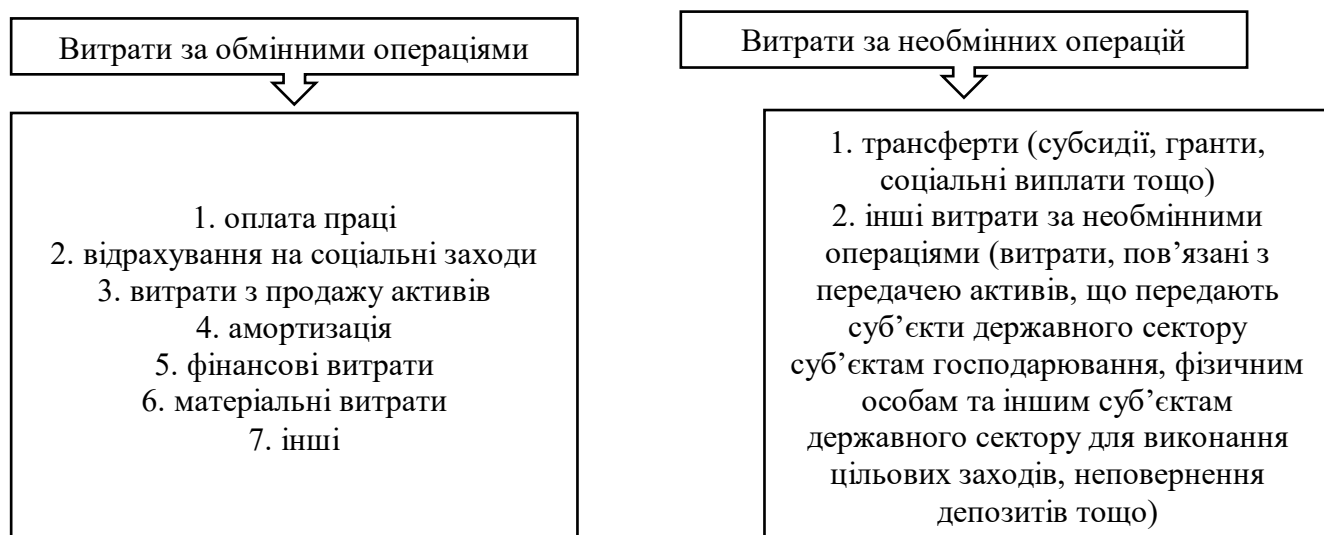 Витрати за обмінними операціями
1. оплата праці
2. відрахування на соціальні заходи
3. витрати з продажу активів
4. амортизація
5. фінансові витрати
6. матеріальні витрати
7. інші
Витрати за необмінних операцій
1. трансферти (субсидії, гранти,
соціальні виплати тощо)
2. інші витрати за необмінними
операціями (витрати, пов’язані з
передачею активів, що передають
суб’єкти державного сектору
суб’єктам господарювання, фізичним
особам та іншим суб’єктам
державного сектору для виконання
цільових заходів, неповернення
депозитів тощо)